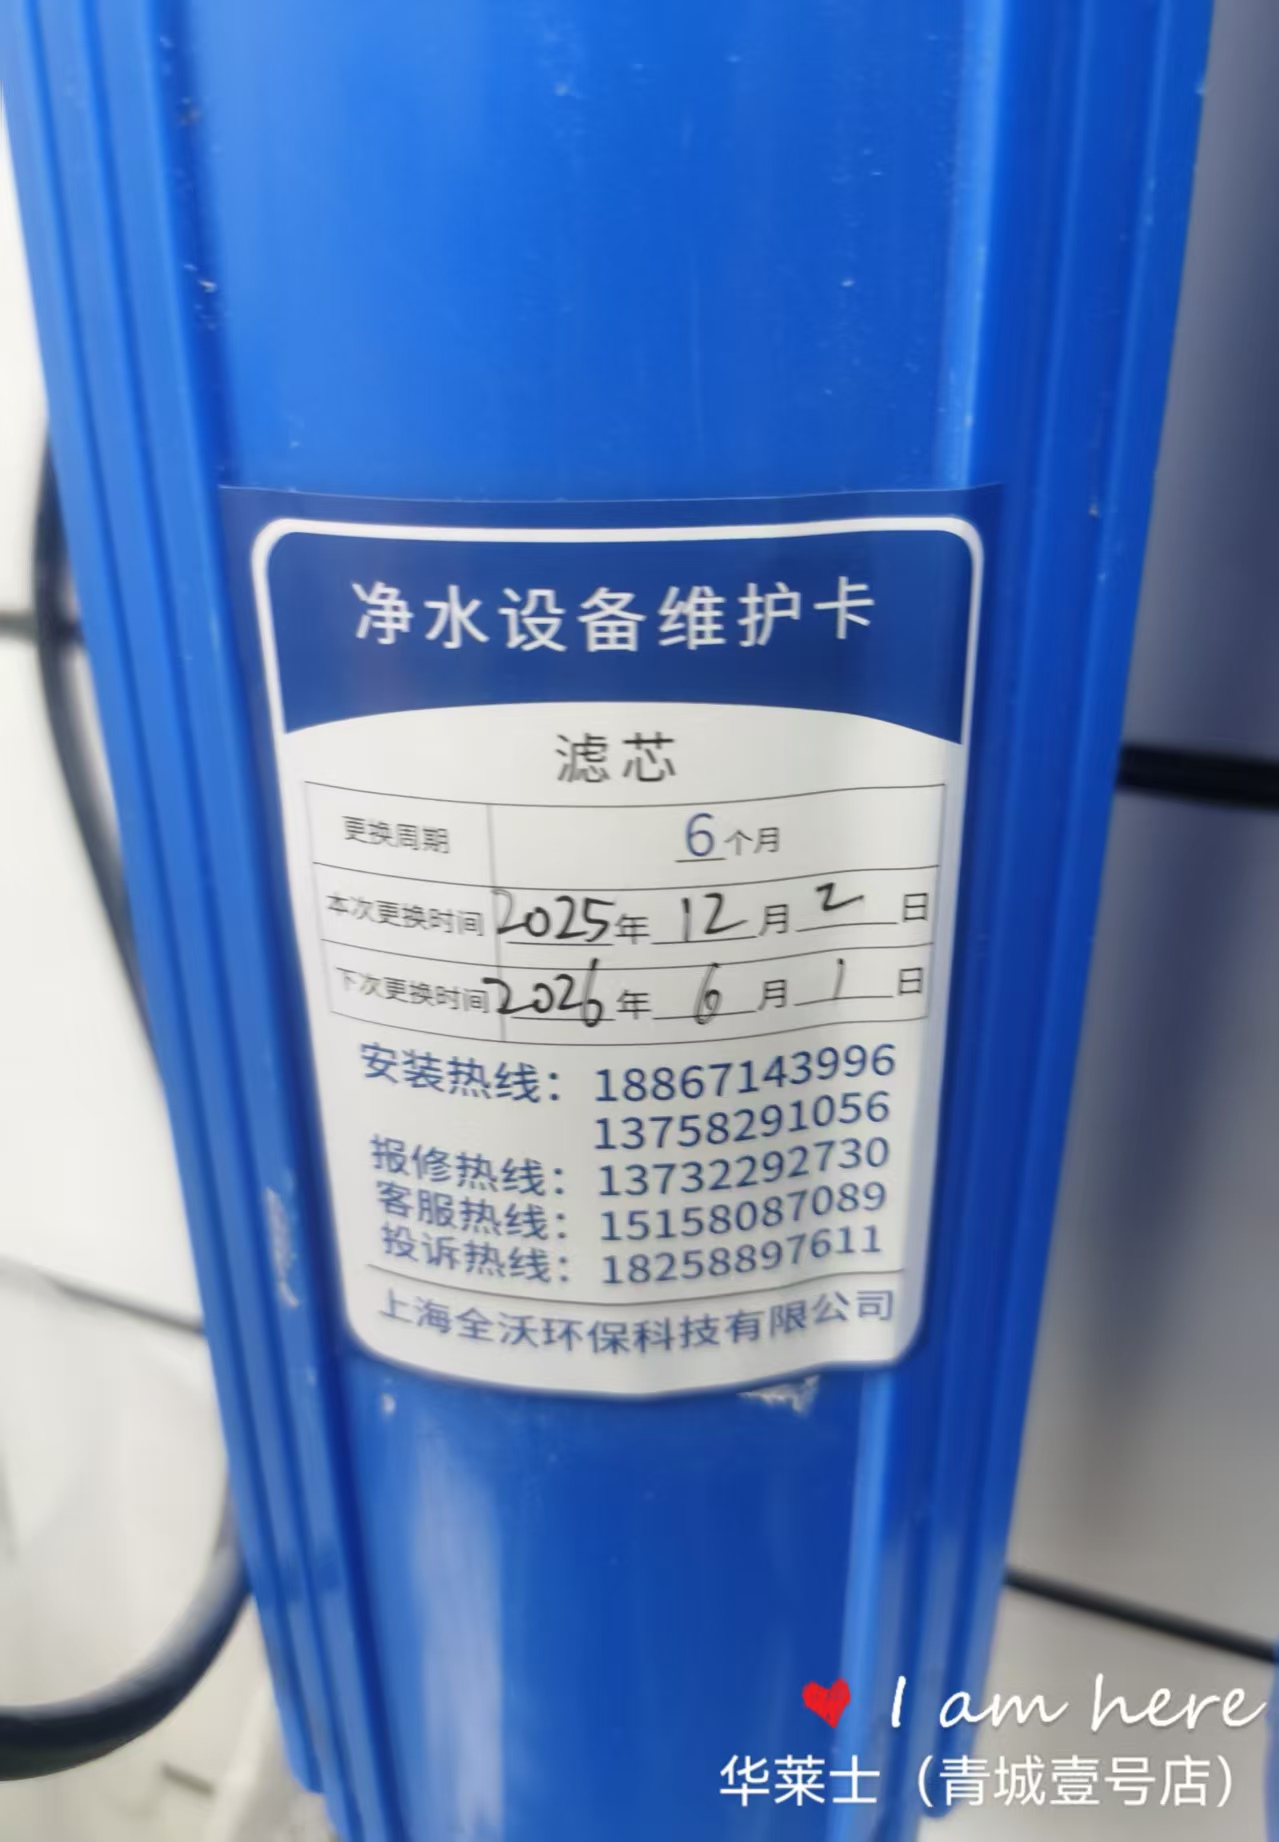 净水设备维护卡
滤芯
更换周期 6个月
本次更换时间 2025年 12月 2日
下次更换时间 2026年 6月 1日
安装热线：18867143996
13758291056
报修热线：13732292730
客服热线：15158087089
投诉热线：18258897611
上海全沃环保科技有限公司
I am here
华莱士（青城壹号店）